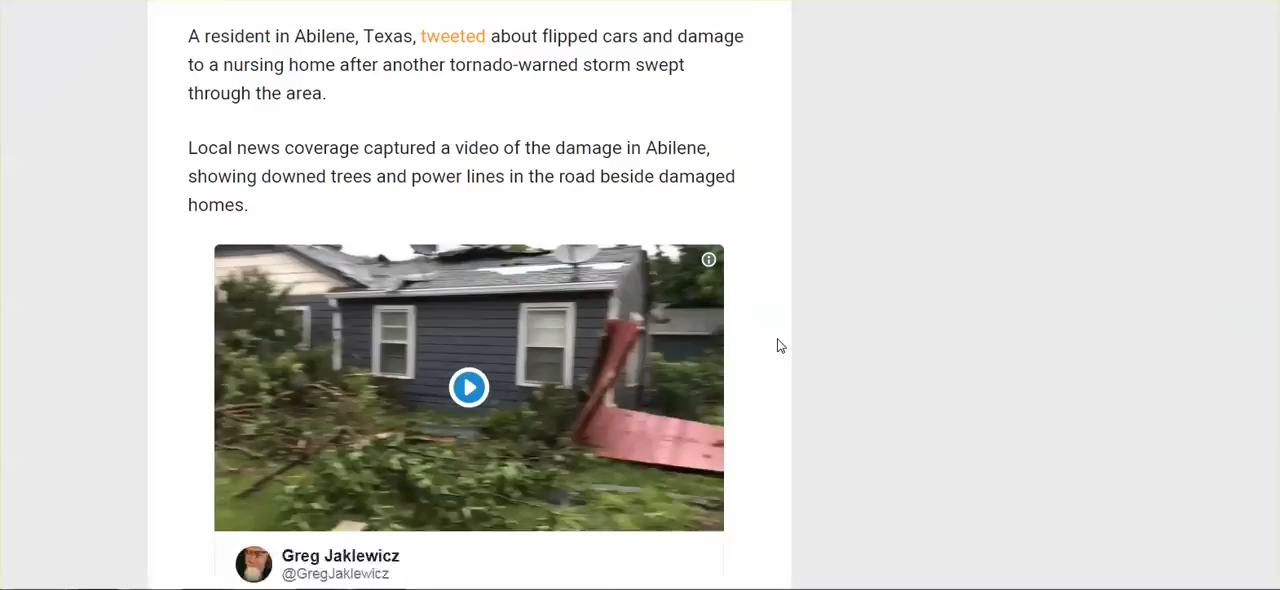 A resident in Abilene, Texas, tweeted about flipped cars and damage
to a nursing home after another tornado-warned storm swept
through the area.
Local news coverage captured a video of the damage in Abilene,
showing downed trees and power lines in the road beside damaged
homes.
Greg Jaklewicz
@GregJaklewicz